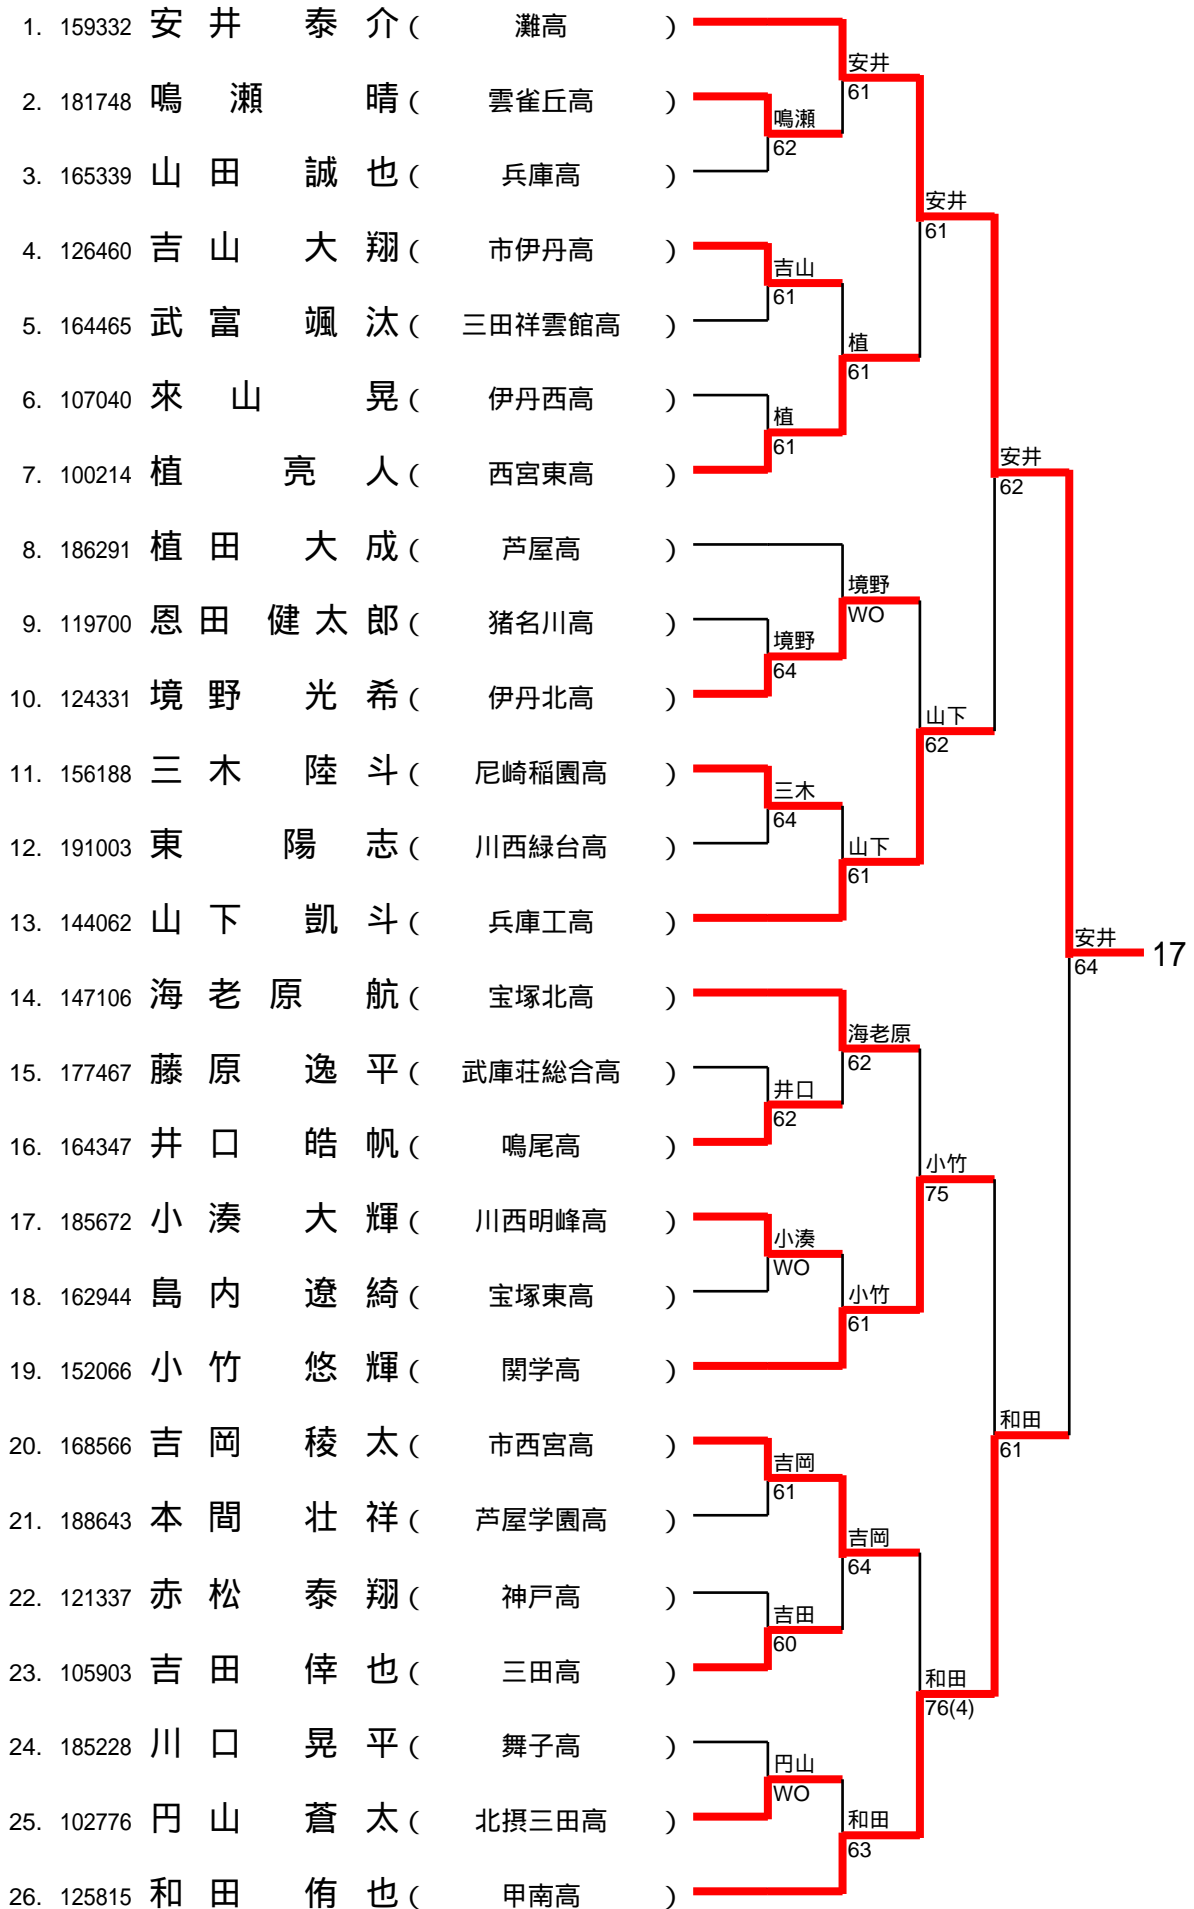 1. 159332 安井 泰介 ( 灘高 )
安井
61
2. 181748 鳴瀬 晴 ( 雲雀丘高 )
鳴瀬
62
3. 165339 山田 誠也 ( 兵庫高 )
安井
61
4. 126460 吉山 大翔 ( 市伊丹高 )
吉山
61
5. 164465 武富 颯汰 ( 三田祥雲館高 )
植
61
6. 107040 來山 晃 ( 伊丹西高 )
植
61
7. 100214 植 亮人 ( 西宮東高 )
安井
62
8. 186291 植田 大成 ( 芦屋高 )
境野
WO
9. 119700 恩田 健太郎 ( 猪名川高 )
境野
64
10. 124331 境野 光希 ( 伊丹北高 )
山下
62
11. 156188 三木 陸斗 ( 尼崎稲園高 )
三木
64
12. 191003 東 陽志 ( 川西緑台高 )
山下
61
13. 144062 山下 凱斗 ( 兵庫工高 )
安井
64
17
14. 147106 海老原 航 ( 宝塚北高 )
海老原
62
15. 177467 藤原 逸平 ( 武庫荘総合高 )
井口
62
16. 164347 井口 皓帆 ( 鳴尾高 )
小竹
75
17. 185672 小湊 大輝 ( 川西明峰高 )
小湊
WO
18. 162944 島内 遼綺 ( 宝塚東高 )
小竹
61
19. 152066 小竹 悠輝 ( 関学高 )
和田
61
20. 168566 吉岡 稜太 ( 市西宮高 )
吉岡
61
21. 188643 本間 壮祥 ( 芦屋学園高 )
吉岡
64
22. 121337 赤松 泰翔 ( 神戸高 )
吉田
60
23. 105903 吉田 倖也 ( 三田高 )
和田
76(4)
24. 185228 川口 晃平 ( 舞子高 )
円山
WO
25. 102776 円山 蒼太 ( 北摂三田高 )
和田
63
26. 125815 和田 侑也 ( 甲南高 )